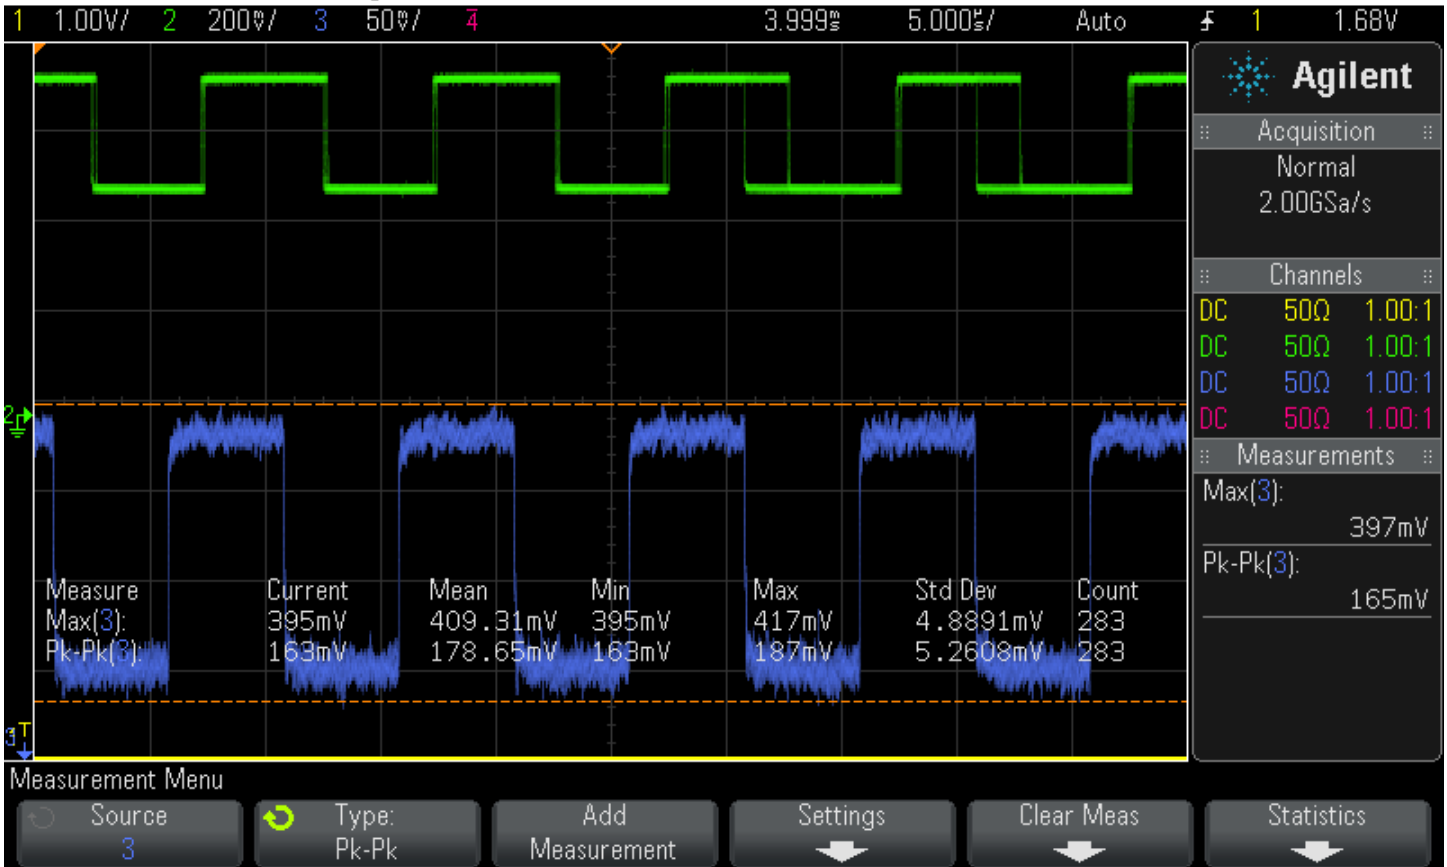 1 1.00V/ 2 200mV/ 3 50mV/ 4 3.999ms 5.000us/ Auto 1 1.68V
Agilent
Acquisition
Normal
2.00GSa/s
Channels
DC 50Ω 1.00:1
DC 50Ω 1.00:1
DC 50Ω 1.00:1
DC 50Ω 1.00:1
Measurements
Max(3):
397mV
Pk-Pk(3):
165mV
2
Measure Current Mean Min Max Std Dev Count
Max(3): 395mV 409.31mV 395mV 417mV 4.8891mV 283
Pk-Pk(3): 163mV 178.65mV 163mV 187mV 5.2608mV 283
T
3
Measurement Menu
Source
3
Type:
Pk-Pk
Add
Measurement
Settings
Clear Meas
Statistics